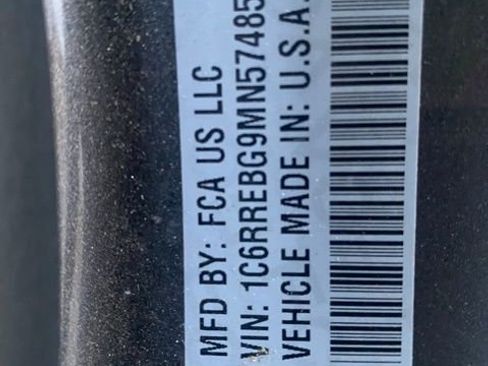 MFD BY: FCA US LLC
VIN: 1C6RREBG9MN57485
VEHICLE MADE IN: U.S.A.